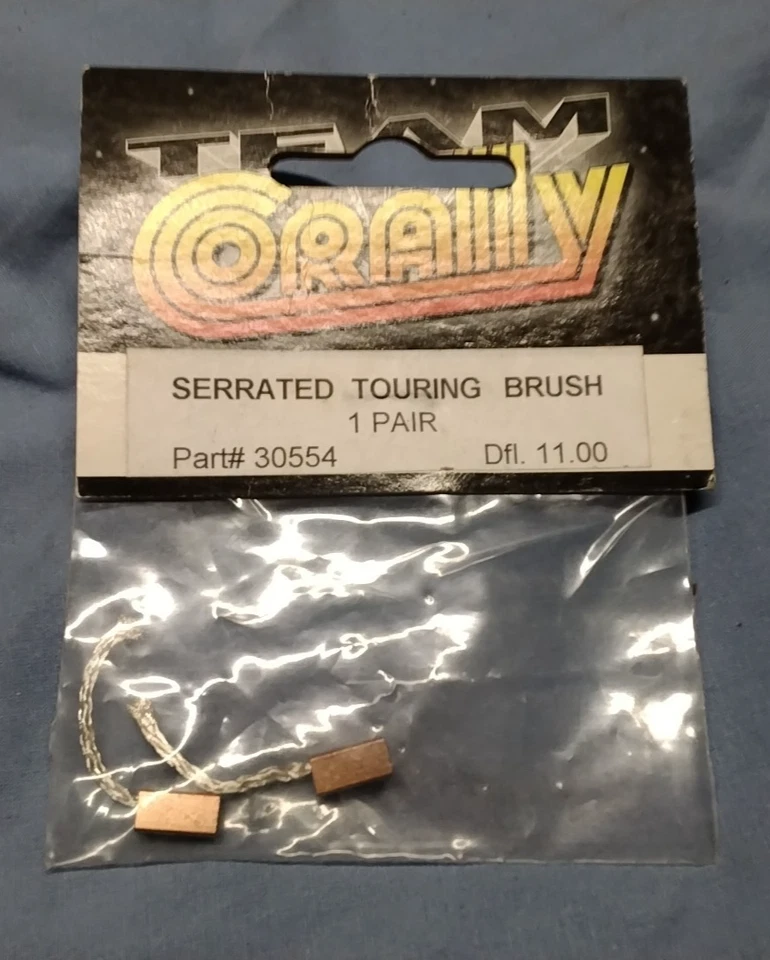 TEAM
CORALLY
SERRATED TOURING BRUSH
1 PAIR
Part# 30554 Dfl. 11.00